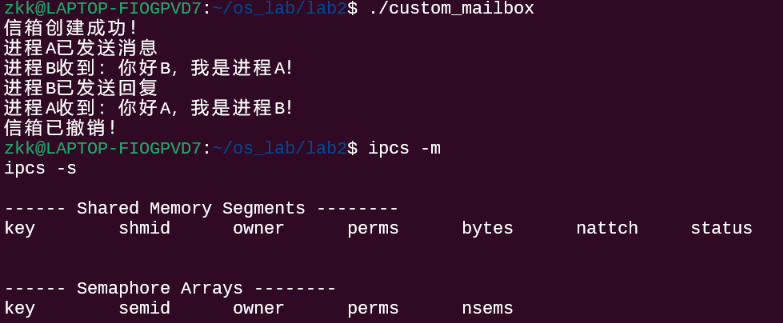 zkk@LAPTOP-FIOGPVD7:~/os_lab/lab2$ ./custom_mailbox
信箱创建成功!
进程A已发送消息
进程B收到: 你好B, 我是进程A!
进程B已发送回复
进程A收到: 你好A, 我是进程B!
信箱已撤销!
zkk@LAPTOP-FIOGPVD7:~/os_lab/lab2$ ipcs -m
ipcs -s
------ Shared Memory Segments --------
key        shmid      owner      perms      bytes      nattch     status
------ Semaphore Arrays --------
key        semid      owner      perms      nsems